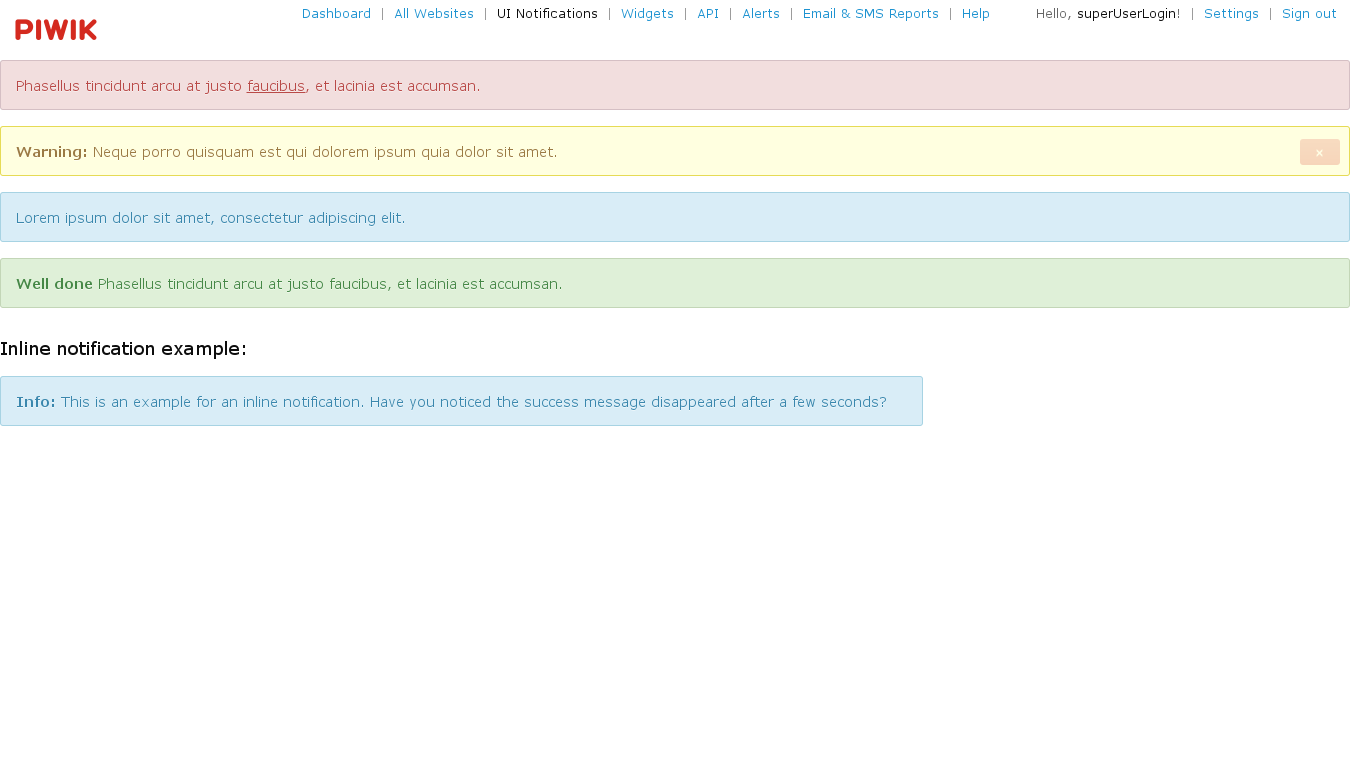 PIWIK
Dashboard | All Websites | UI Notifications | Widgets | API | Alerts | Email & SMS Reports | Help
Hello, superUserLogin! | Settings | Sign out
Phasellus tincidunt arcu at justo faucibus, et lacinia est accumsan.
Warning: Neque porro quisquam est qui dolorem ipsum quia dolor sit amet.
×
Lorem ipsum dolor sit amet, consectetur adipiscing elit.
Well done Phasellus tincidunt arcu at justo faucibus, et lacinia est accumsan.
Inline notification example:
Info: This is an example for an inline notification. Have you noticed the success message disappeared after a few seconds?